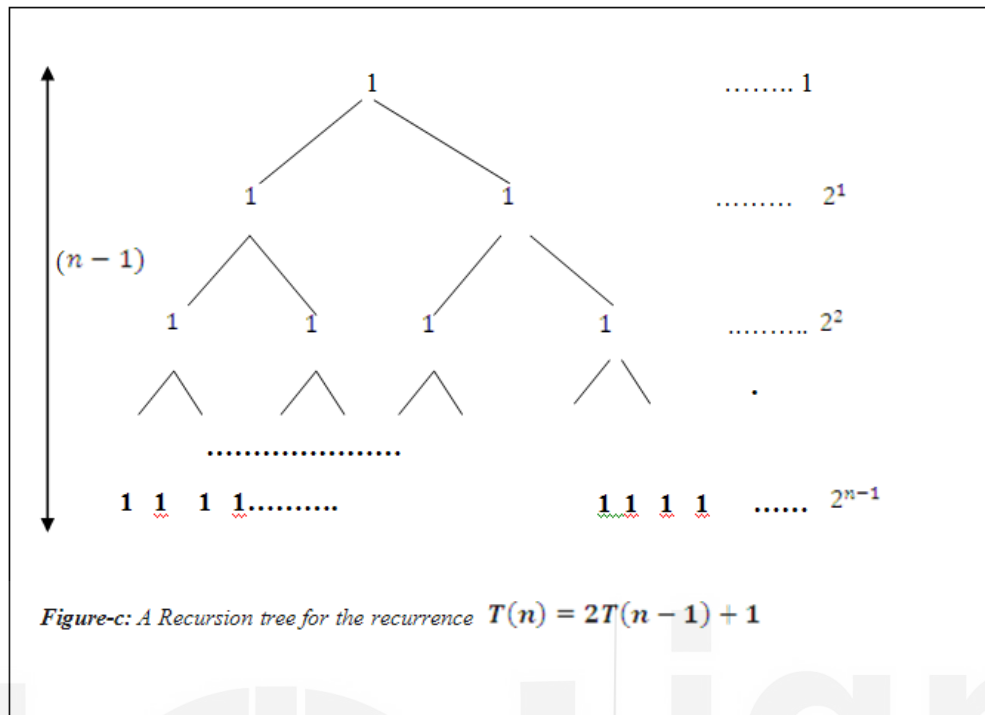 1 ........ 1
1 1 ......... 2¹
(n − 1)
1 1 1 1 .......... 2²
.
.....................
1 1 1 1.......... 1 1 1 1 ...... 2ⁿ⁻¹
Figure-c: A Recursion tree for the recurrence T(n) = 2T(n − 1) + 1